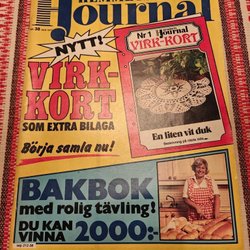 Journal
NYTT!
VIRK-
KORT
SOM EXTRA BILAGA
Börja samla nu!
Nr 1 Journal
VIRK-KORT
En liten vit duk
BAKBOK
med rolig tävling!
DU KAN
VINNA 2000:-